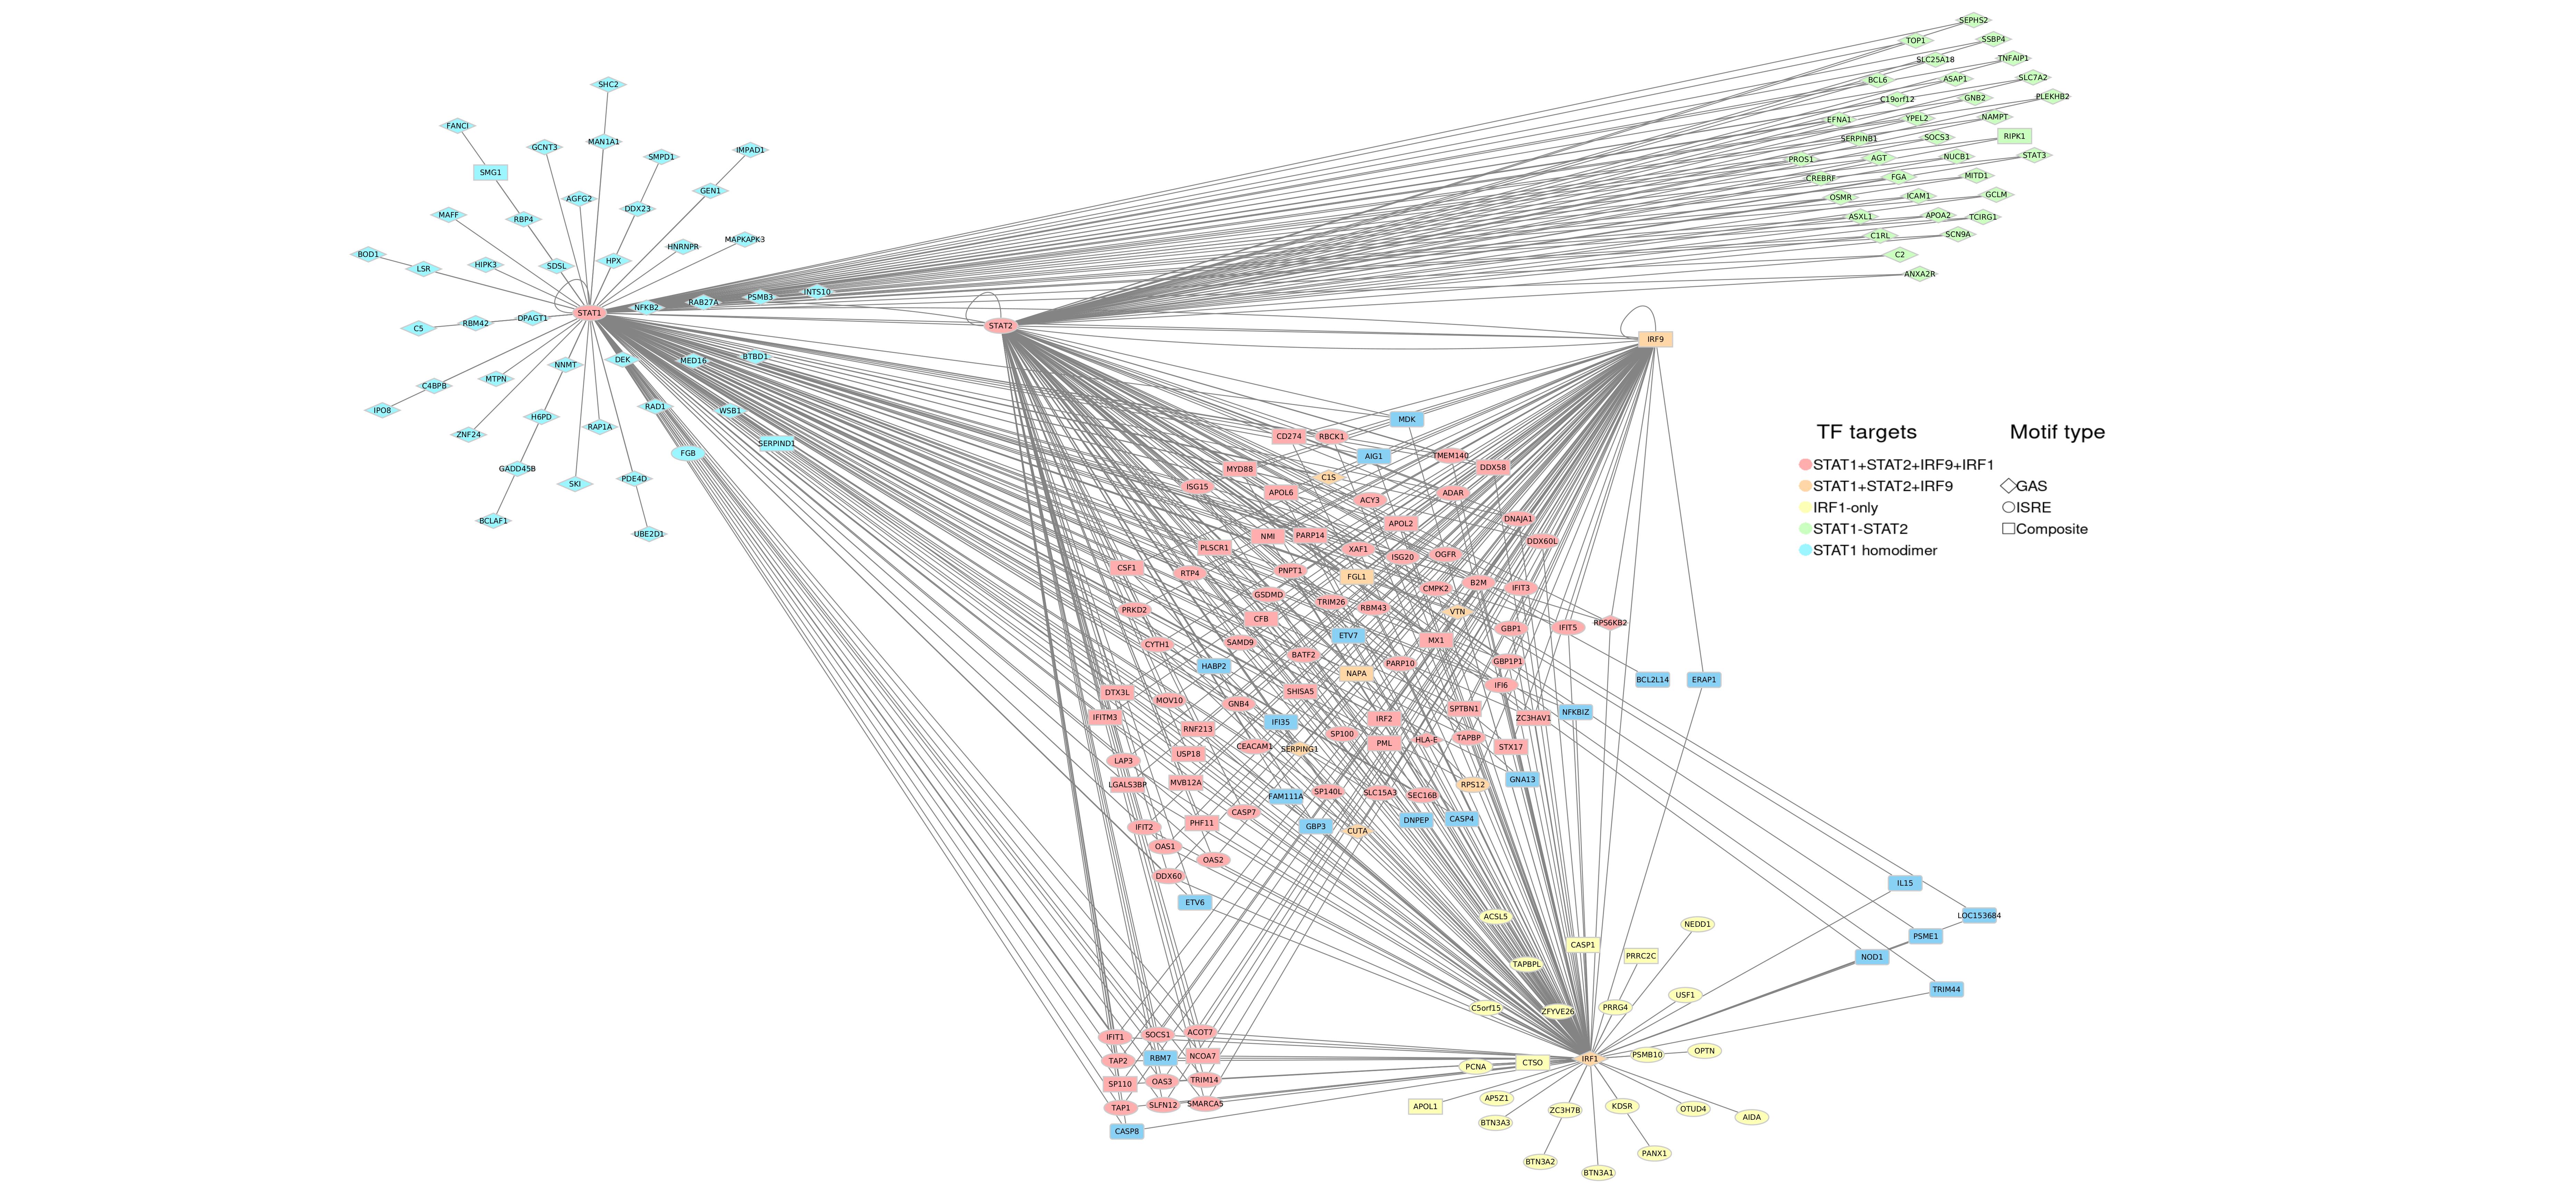 SEPHS2
TOP1
SSBP4
SLC25A18
TNFAIP1
BCL6
ASAP1
SLC7A2
C19orf12
GNB2
PLEKHB2
EFNA1
YPEL2
NAMPT
SERPINB1
SOCS3
RIPK1
PROS1
AGT
NUCB1
STAT3
CREBRF
FGA
MITD1
OSMR
ICAM1
GCLM
ASXL1
APOA2
TCIRG1
C1RL
SCN9A
C2
ANXA2R
SHC2
FANCI
GCNT3
MAN1A1
SMPD1
IMPAD1
SMG1
GEN1
AGFG2
DDX23
MAFF
RBP4
HNRNPR
MAPKAPK3
BOD1
LSR
HIPK3
SDSL
HPX
NFKB2
RAB27A
PSMB3
INTS10
STAT1
C5
RBM42
DPAGT1
STAT2
IRF9
DEK
MED16
BTBD1
NNMT
MTPN
C4BPB
IPO8
RAD1
WSB1
H6PD
RAP1A
ZNF24
SERPIND1
FGB
GADD45B
SKI
PDE4D
BCLAF1
UBE2D1
MDK
CD274
RBCK1
AIG1
TMEM140
MYD88
DDX58
C1S
ISG15
APOL6
ACY3
ADAR
APOL2
DNAJA1
NMI
PARP14
DDX60L
PLSCR1
XAF1
ISG20
OGFR
CSF1
RTP4
PNPT1
FGL1
CMPK2
B2M
IFIT3
GSDMD
TRIM26
RBM43
VTN
PRKD2
CFB
GBP1
IFIT5
RPS6KB2
ETV7
MX1
CYTH1
SAMD9
BATF2
PARP10
GBP1P1
HABP2
NAPA
IFI6
BCL2L14
ERAP1
DTX3L
MOV10
SHISA5
GNB4
SPTBN1
NFKBIZ
IFITM3
IFI35
IRF2
ZC3HAV1
RNF213
SP100
HLA-E
TAPBP
CEACAM1
SERPING1
PML
STX17
USP18
LAP3
LGALS3BP
MVB12A
RPS12
GNA13
FAM111A
SP140L
SLC15A3
SEC16B
CASP7
IFIT2
PHF11
GBP3
CUTA
DNPEP
CASP4
OAS1
OAS2
DDX60
ETV6
ACSL5
CASP1
NEDD1
PRRC2C
TAPBPL
USF1
C5orf15
ZFYVE26
PRRG4
IL15
LOC153684
PSME1
NOD1
TRIM44
IFIT1
SOCS1
ACOT7
TAP2
RBM7
NCOA7
SP110
OAS3
TRIM14
TAP1
SLFN12
SMARCA5
CASP8
IRF1
PSMB10
OPTN
PCNA
CTSO
APOL1
AP5Z1
BTN3A3
ZC3H7B
KDSR
OTUD4
AIDA
BTN3A2
BTN3A1
PANX1
TF targets
STAT1+STAT2+IRF9+IRF1
STAT1+STAT2+IRF9
IRF1-only
STAT1-STAT2
STAT1 homodimer
Motif type
GAS
ISRE
Composite